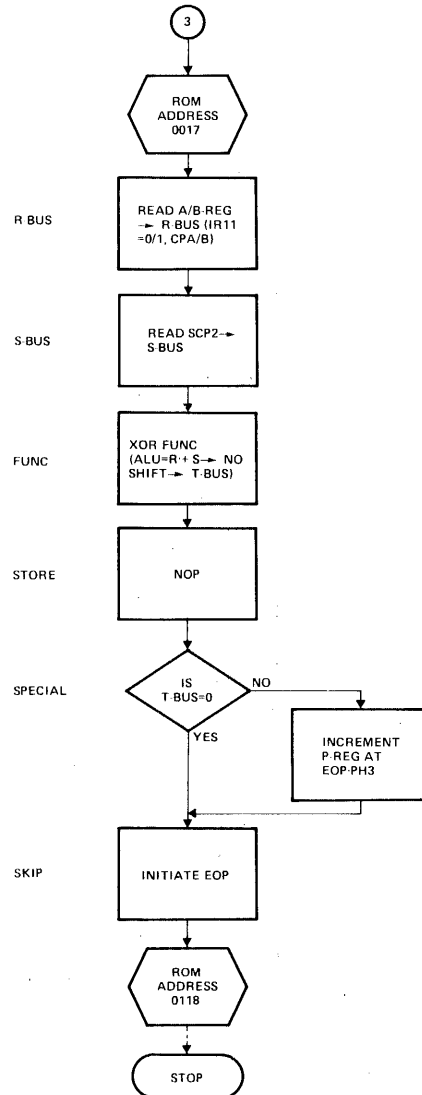 3
ROM
ADDRESS
0017
R-BUS
READ A/B-REG
→ R-BUS (IR11
=0/1, CPA/B)
S-BUS
READ SCP2→
S-BUS
FUNC
XOR FUNC
(ALU=R + S→ NO
SHIFT→ T-BUS)
STORE
NOP
SPECIAL
IS
T-BUS=0
NO
YES
INCREMENT
P-REG AT
EOP-PH3
SKIP
INITIATE EOP
ROM
ADDRESS
0118
STOP